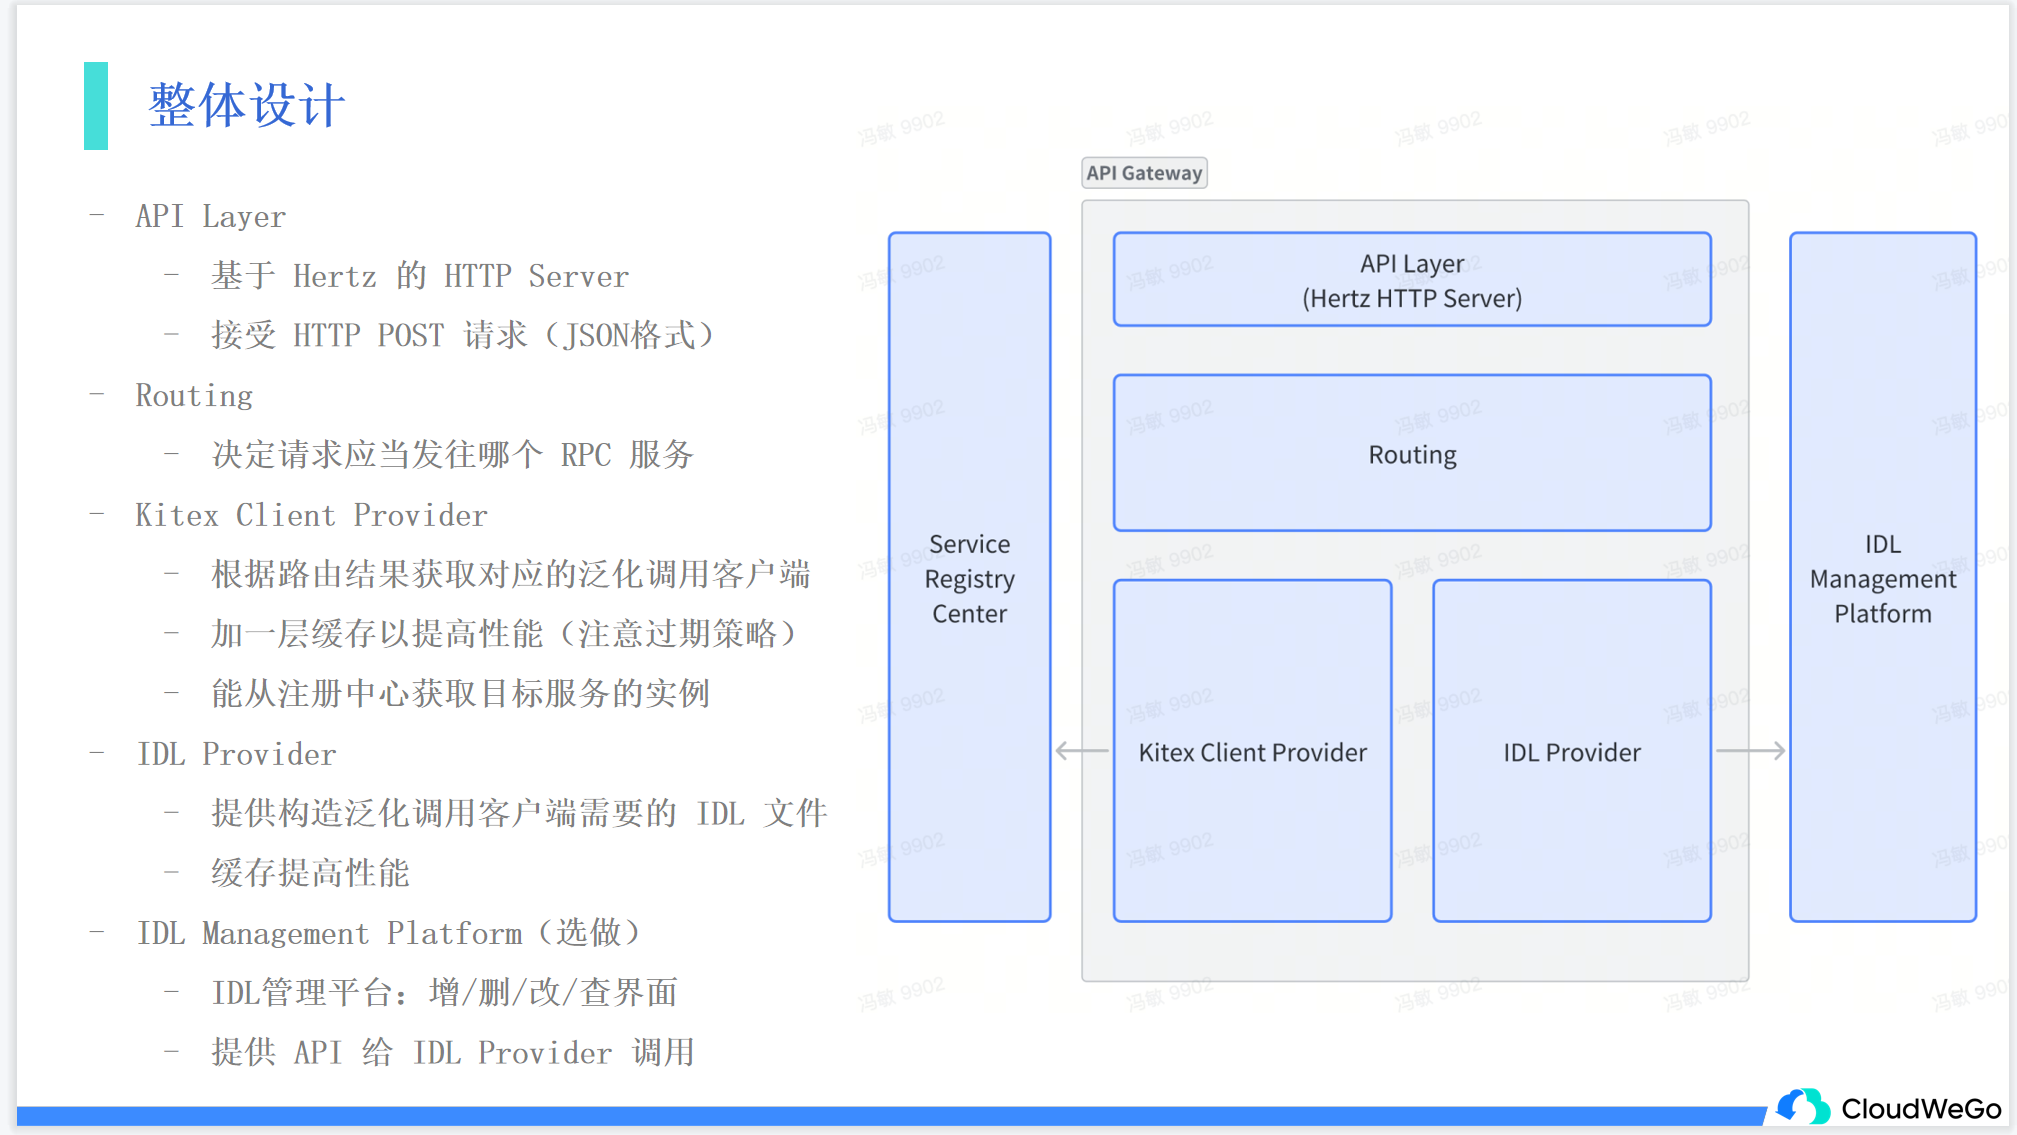 整体设计
- API Layer
- 基于 Hertz 的 HTTP Server
- 接受 HTTP POST 请求（JSON格式）
- Routing
- 决定请求应当发往哪个 RPC 服务
- Kitex Client Provider
- 根据路由结果获取对应的泛化调用客户端
- 加一层缓存以提高性能（注意过期策略）
- 能从注册中心获取目标服务的实例
- IDL Provider
- 提供构造泛化调用客户端需要的 IDL 文件
- 缓存提高性能
- IDL Management Platform（选做）
- IDL管理平台：增/删/改/查界面
- 提供 API 给 IDL Provider 调用
API Gateway
Service
Registry
Center
API Layer
(Hertz HTTP Server)
Routing
Kitex Client Provider
IDL Provider
IDL
Management
Platform
冯敏 9902
CloudWeGo